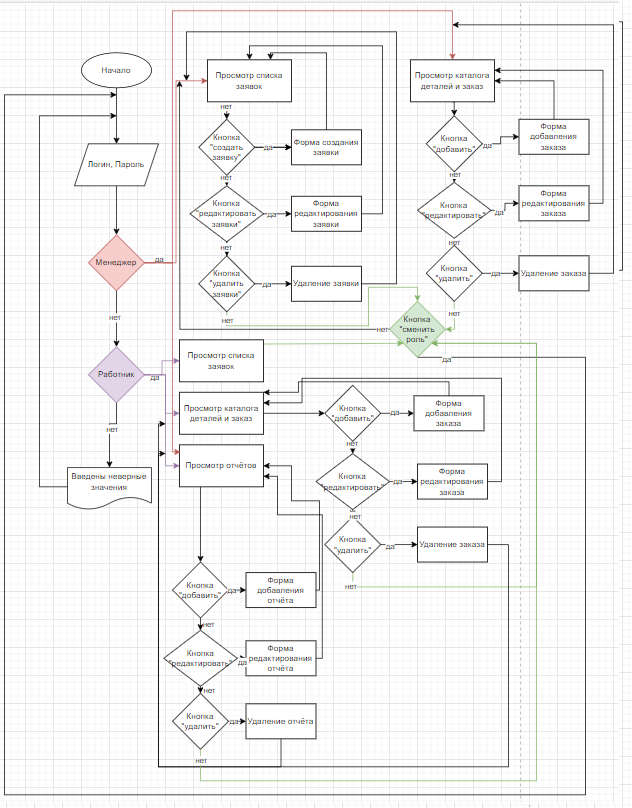 Начало
Логин, Пароль
Менеджер
да
нет
Работник
да
нет
Введены неверные
значения
Просмотр списка
заявок
нет
Кнопка
"создать
заявку"
да
Форма создания
заявки
нет
Кнопка
"редактировать
заявки"
да
Форма
редактирования
заявки
нет
Кнопка
"удалить
заявки"
да
Удаление заявки
нет
Просмотр каталога
деталей и заказ
Кнопка
"добавить"
да
Форма
добавления
заказа
нет
Кнопка
"редактировать"
да
Форма
редактирования
заказа
нет
Кнопка
"удалить"
да
Удаление заказа
нет
Кнопка
"сменить
роль"
нет
да
Просмотр списка
заявок
Просмотр каталога
деталей и заказ
Кнопка
"добавить"
да
Форма
добавления
заказа
нет
Кнопка
"редактировать"
да
Форма
редактирования
заказа
нет
Кнопка
"удалить"
да
Удаление заказа
нет
Просмотр отчётов
Кнопка
"добавить"
да
Форма
добавления
отчёта
нет
Кнопка
"редактировать"
да
Форма
редактирования
отчёта
нет
Кнопка
"удалить"
да
Удаление отчёта
нет